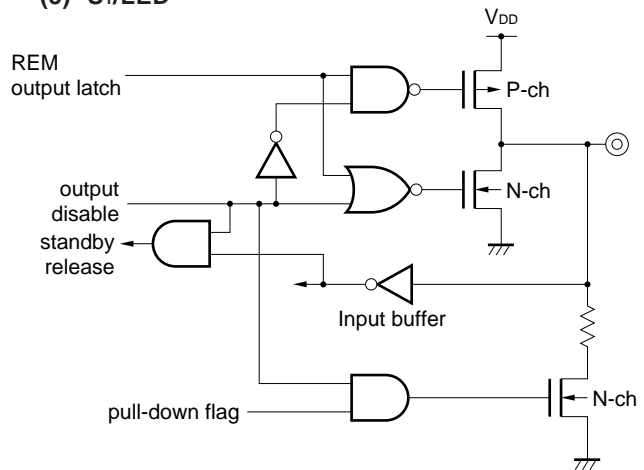 (3) S₁/LED
VDD
REM
output latch
P-ch
output
disable
N-ch
standby
release
Input buffer
pull-down flag
N-ch